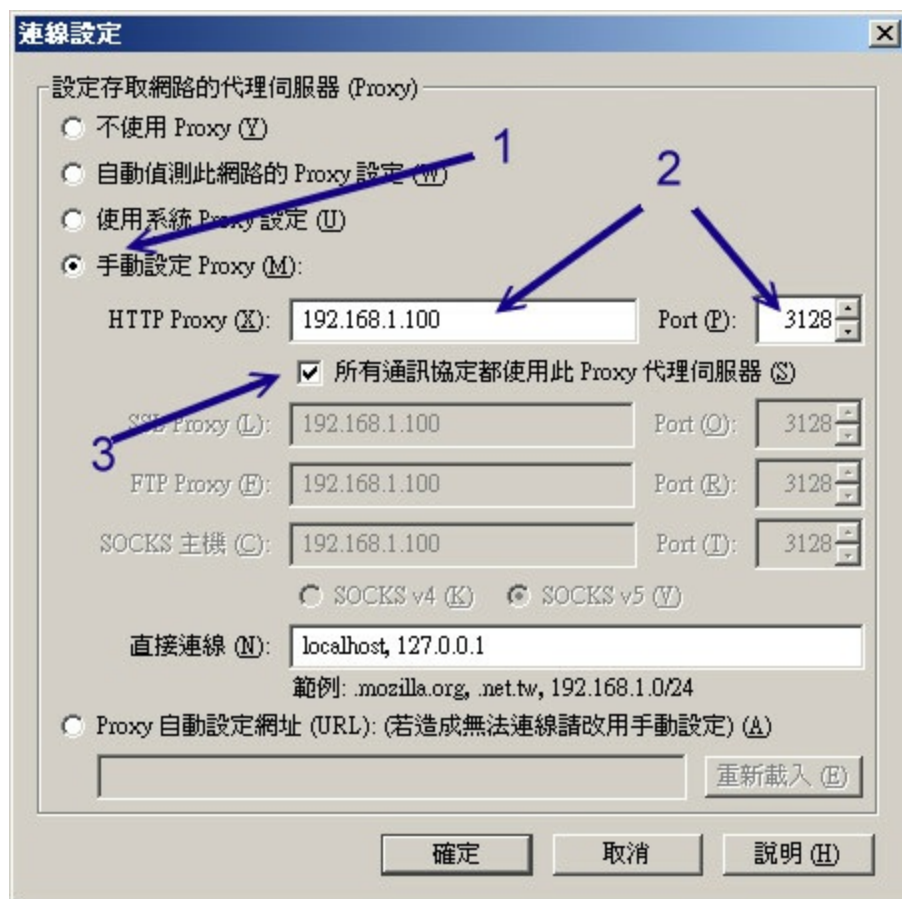 連線設定
設定存取網路的代理伺服器 (Proxy)
不使用 Proxy (Y)
1
自動偵測此網路的 Proxy 設定 (W)
2
使用系統 Proxy 設定 (U)
手動設定 Proxy (M):
HTTP Proxy (X): 192.168.1.100 Port (P): 3128
所有通訊協定都使用此 Proxy 代理伺服器 (S)
3
SSL Proxy (L): 192.168.1.100 Port (O): 3128
FTP Proxy (F): 192.168.1.100 Port (R): 3128
SOCKS 主機 (C): 192.168.1.100 Port (T): 3128
SOCKS v4 (K) SOCKS v5 (V)
直接連線 (N): localhost, 127.0.0.1
範例: .mozilla.org, .net.tw, 192.168.1.0/24
Proxy 自動設定網址 (URL): (若造成無法連線請改用手動設定) (A)
重新載入 (E)
確定 取消 說明 (H)